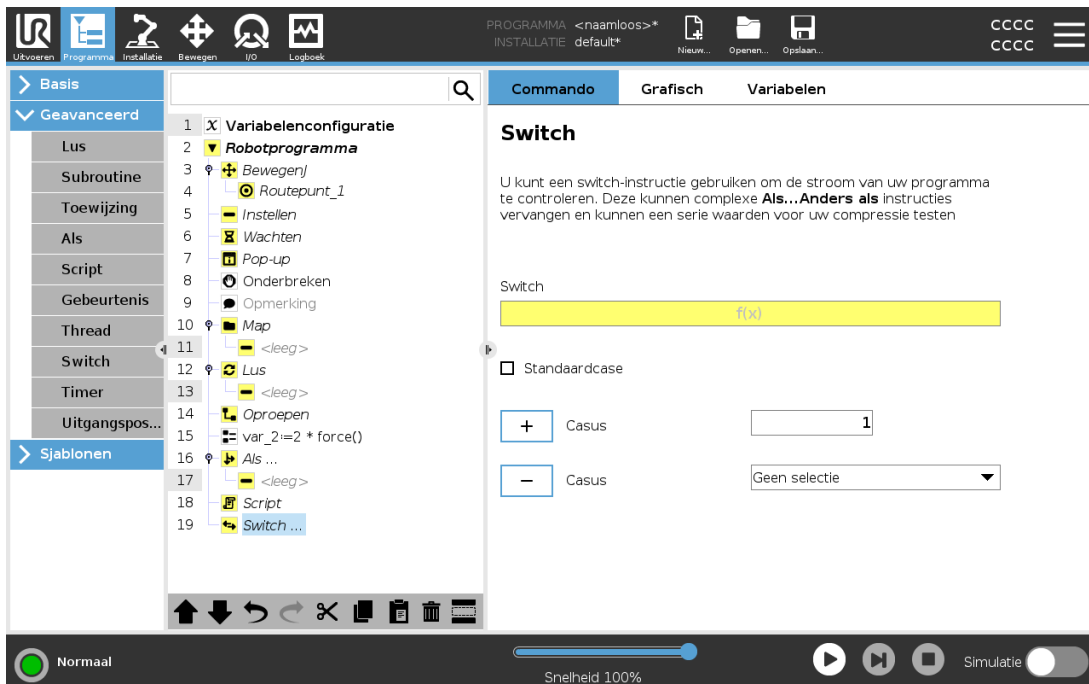 PROGRAMMA <naamloos>*
INSTALLATIE default*
Uitvoeren
Programma
Installatie
Bewegen
I/O
Logboek
Nieuw...
Openen...
Opslaan...
CCCC
CCCC
Basis
Geavanceerd
Lus
Subroutine
Toewijzing
Als
Script
Gebeurtenis
Thread
Switch
Timer
Uitgangspos...
Sjablonen
1 X Variabelenconfiguratie
2 Robotprogramma
3 BewegenJ
4 Routepunt_1
5 Instellen
6 Wachten
7 Pop-up
8 Onderbreken
9 Opmerking
10 Map
11 <leeg>
12 Lus
13 <leeg>
14 Oproepen
15 var_2:=2 * force()
16 Als ...
17 <leeg>
18 Script
19 Switch ...
Commando
Grafisch
Variabelen
Switch
U kunt een switch-instructie gebruiken om de stroom van uw programma
te controleren. Deze kunnen complexe Als...Anders als instructies
vervangen en kunnen een serie waarden voor uw compressie testen
Switch
f(x)
Standaardcase
+ Casus 1
− Casus Geen selectie
Normaal
Snelheid 100%
Simulatie